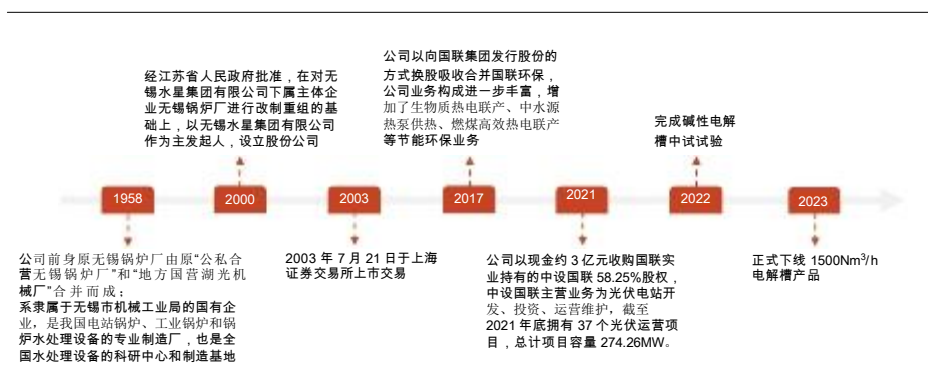 经江苏省人民政府批准，在对无
锡水星集团有限公司下属主体企
业无锡锅炉厂进行改制重组的基
础上，以无锡水星集团有限公司
作为主发起人，设立股份公司
公司以向国联集团发行股份的
方式换股吸收合并国联环保，
公司业务构成进一步丰富，增
加了生物质热电联产、中水源
热泵供热、燃煤高效热电联产
等节能环保业务
完成碱性电解
槽中试试验
1958
2000
2003
2017
2021
2022
2023
公司前身原无锡锅炉厂由原“公私合
营无锡锅炉厂”和“地方国营湖光机
械厂”合并而成；
系隶属于无锡市机械工业局的国有企
业，是我国电站锅炉、工业锅炉和锅
炉水处理设备的专业制造厂，也是全
国水处理设备的科研中心和制造基地
2003 年 7 月 21 日于上海
证券交易所上市交易
公司以现金约 3 亿元收购国联实
业持有的中设国联 58.25%股权，
中设国联主营业务为光伏电站开
发、投资、运营维护，截至
2021 年底拥有 37 个光伏运营项
目，总计项目容量 274.26MW。
正式下线 1500Nm³/h
电解槽产品